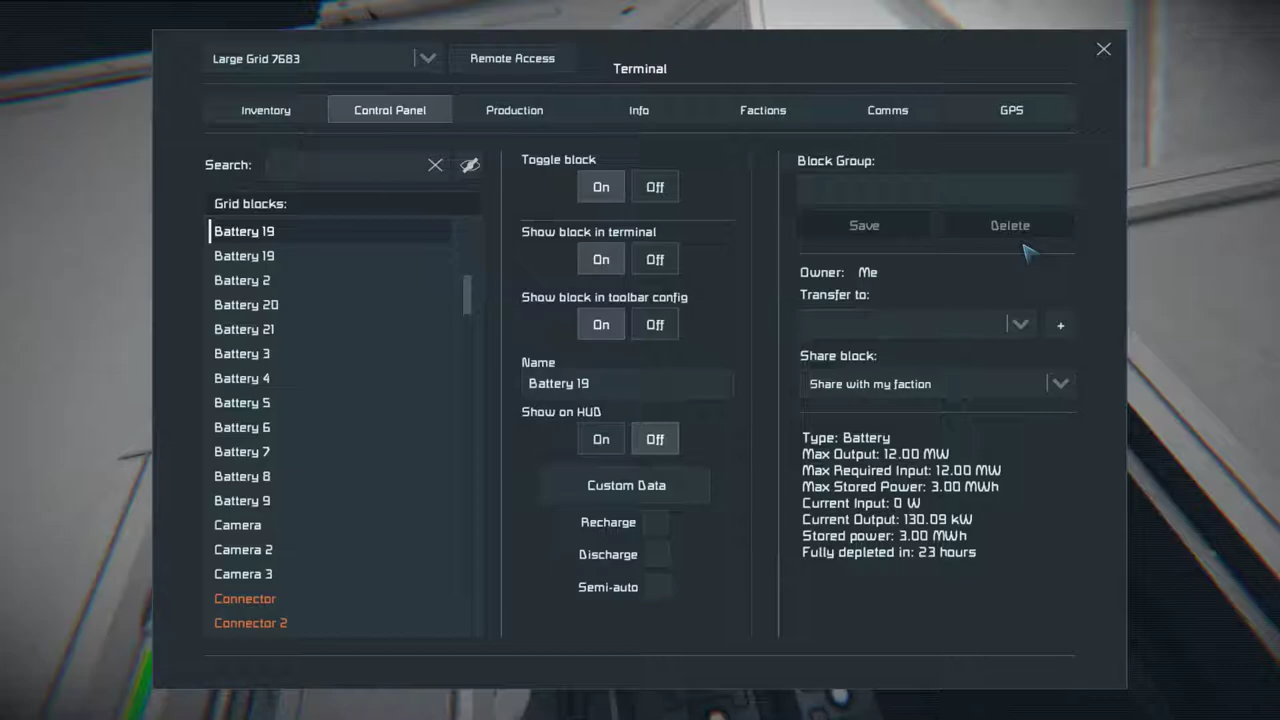 Large Grid 7683
Remote Access
Terminal
Inventory
Control Panel
Production
Info
Factions
Comms
GPS
Search:
Grid blocks:
Battery 19
Battery 19
Battery 2
Battery 20
Battery 21
Battery 3
Battery 4
Battery 5
Battery 6
Battery 7
Battery 8
Battery 9
Camera
Camera 2
Camera 3
Connector
Connector 2
Toggle block
On Off
Show block in terminal
On Off
Show block in toolbar config
On Off
Name
Battery 19
Show on HUD
On Off
Custom Data
Recharge
Discharge
Semi-auto
Block Group:
Save Delete
Owner: Me
Transfer to:
+
Share block:
Share with my faction
Type: Battery
Max Output: 12.00 MW
Max Required Input: 12.00 MW
Max Stored Power: 3.00 MWh
Current Input: 0 W
Current Output: 130.09 kW
Stored power: 3.00 MWh
Fully depleted in: 23 hours